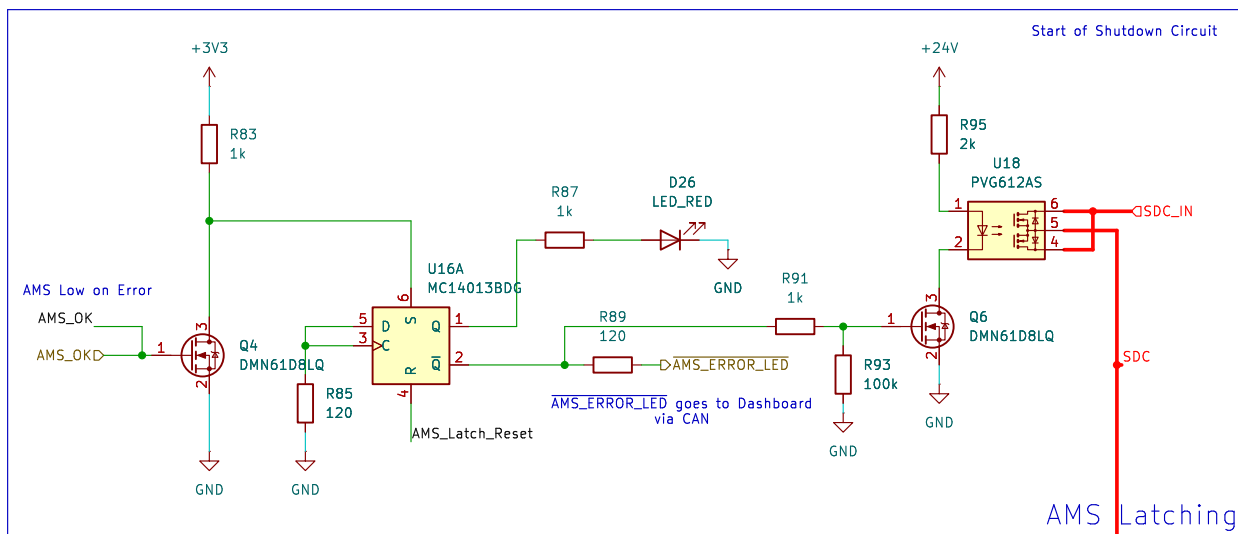 Start of Shutdown Circuit
+3V3
+24V
R83
1k
R95
2k
U18
PVG612AS
D26
LED_RED
R87
1k
1
2
6
5
4
SDC_IN
U16A
MC14013BDG
GND
AMS Low on Error
AMS_OK
AMS_OK
1
3
2
Q4
DMN61D8LQ
6
S
5
D
3
C
Q
1
Q
2
R
4
R89
120
AMS_ERROR_LED
R91
1k
1
3
2
Q6
DMN61D8LQ
SDC
R93
100k
R85
120
AMS_ERROR_LED goes to Dashboard
via CAN
AMS_Latch_Reset
GND
GND
GND
GND
AMS Latching